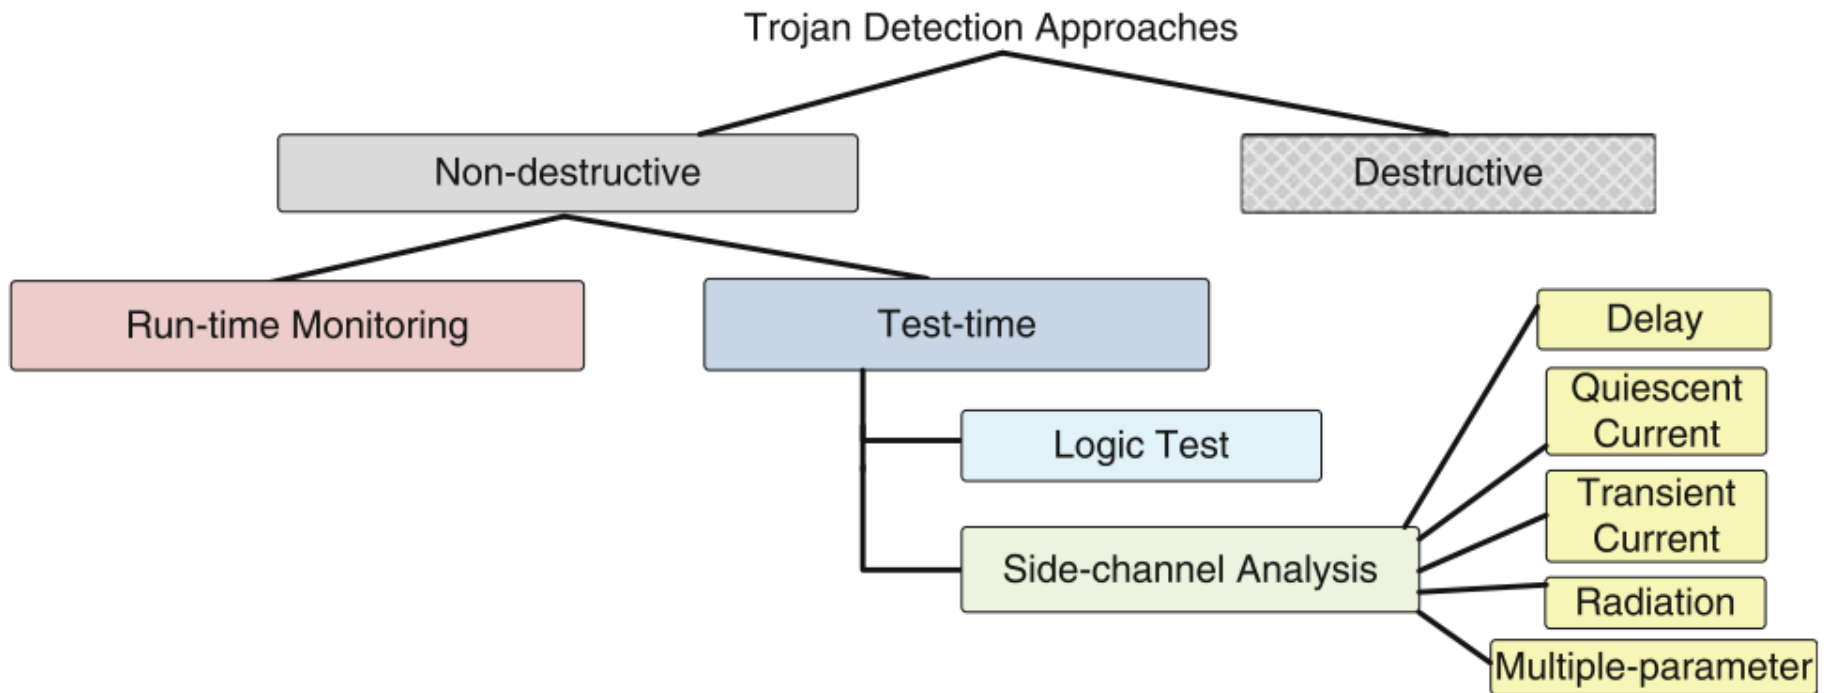 Trojan Detection Approaches
Non-destructive
Destructive
Run-time Monitoring
Test-time
Delay
Quiescent
Current
Logic Test
Transient
Current
Side-channel Analysis
Radiation
Multiple-parameter